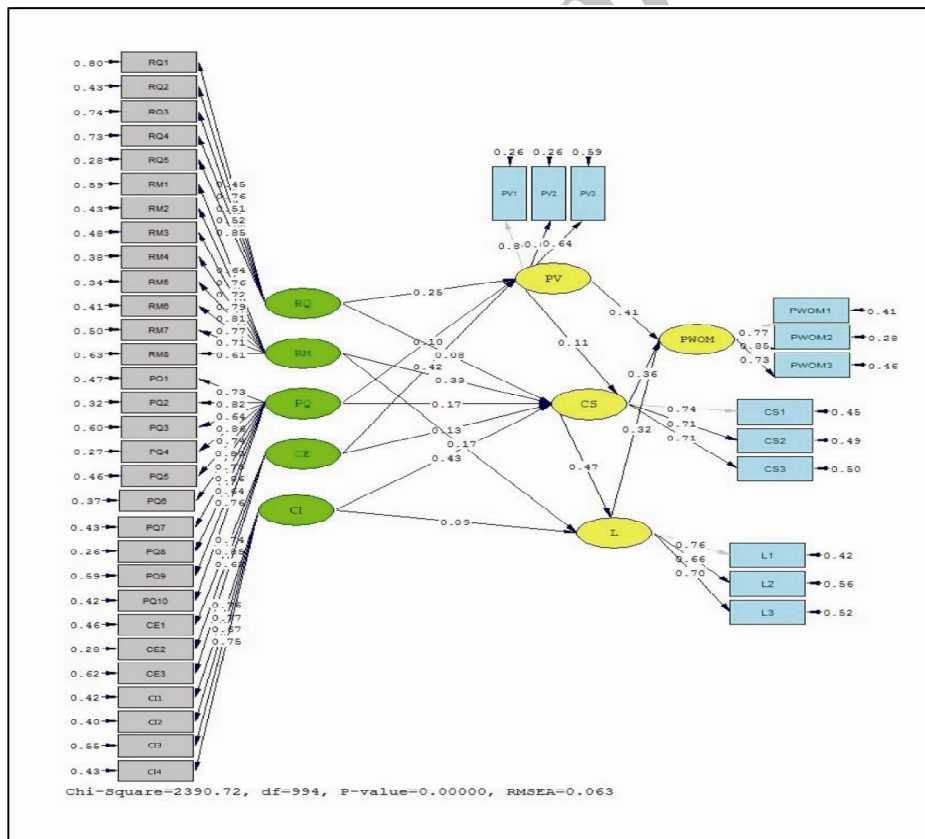 0.26 0.26 0.59
PV1 PV2 PV3
0.64
0.80 RQ1
0.43 RQ2
0.74 RQ3
0.73 RQ4
0.28 RQ5
0.59 RM1
0.43 RM2
0.48 RM3
0.38 RM4
0.34 RM5
0.41 RM6
0.50 RM7
0.63 RM8 0.61
0.47 PQ1
0.32 PQ2
0.60 PQ3
0.27 PQ4
0.46 PQ5
0.37 PQ6
0.43 PQ7
0.26 PQ8
0.59 PQ9
0.42 PQ10
0.46 CE1
0.28 CE2
0.62 CE3
0.42 CI1
0.40 CI2
0.55 CI3
0.43 CI4
0.45
0.76
0.51
0.52
0.85
0.64
0.76
0.72
0.79
0.81
0.77
0.71
0.73
0.82
0.64
0.86
0.76
0.74
0.85
0.75
RQ
RM
PQ
CE
CI
0.25
0.10
0.08
0.42
0.33
0.17
0.13
0.17
0.43
0.09
PV
0.41
0.11
CS
0.36
0.32
0.47
L
PWOM
0.77 PWOM1 0.41
0.85 PWOM2 0.28
0.73 PWOM3 0.46
0.74 CS1 0.45
0.71 CS2 0.49
0.71 CS3 0.50
0.76 L1 0.42
0.66 L2 0.56
0.70 L3 0.52
Chi-Square=2390.72, df=994, P-value=0.00000, RMSEA=0.063